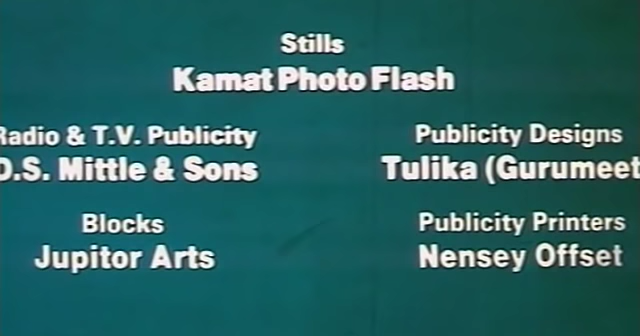 Stills
Kamat Photo Flash
Radio & T.V. Publicity
D.S. Mittle & Sons
Publicity Designs
Tulika (Gurumeet
Blocks
Jupitor Arts
Publicity Printers
Nensey Offset